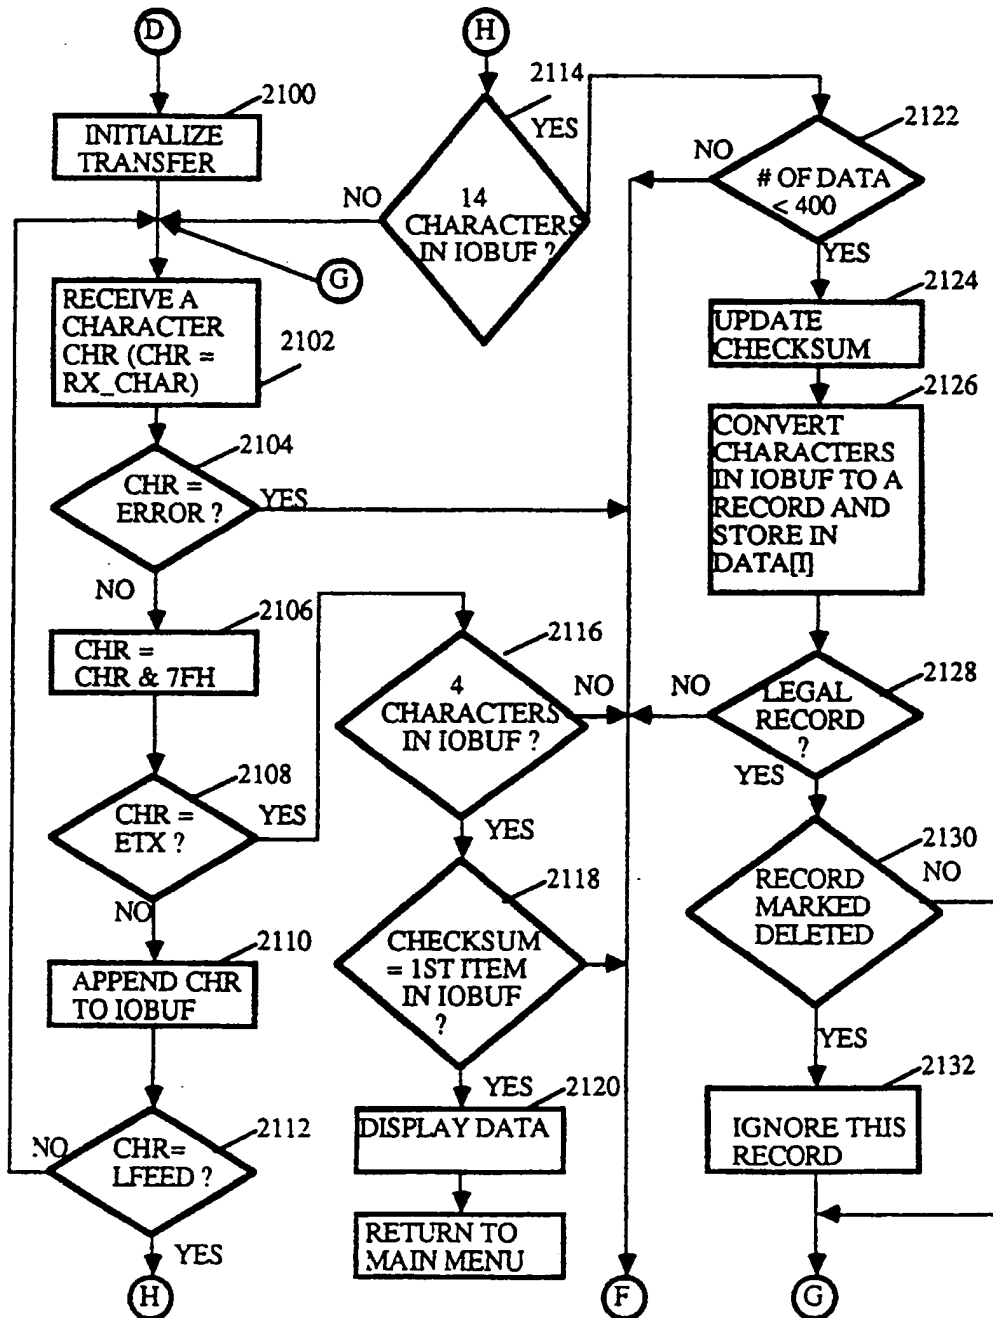 D
2100
INITIALIZE
TRANSFER
G
RECEIVE A
CHARACTER
CHR (CHR =
RX_CHAR)
2102
2104
CHR =
ERROR ?
YES
NO
2106
CHR =
CHR & 7FH
2108
CHR =
ETX ?
YES
NO
2110
APPEND CHR
TO IOBUF
2112
CHR=
LFEED ?
NO
YES
H
H
2114
YES
NO
14
CHARACTERS
IN IOBUF ?
2116
4
CHARACTERS
IN IOBUF ?
NO
YES
2118
CHECKSUM
= 1ST ITEM
IN IOBUF
?
YES
2120
DISPLAY DATA
RETURN TO
MAIN MENU
F
2122
NO
# OF DATA
< 400
YES
2124
UPDATE
CHECKSUM
2126
CONVERT
CHARACTERS
IN IOBUF TO A
RECORD AND
STORE IN
DATA[I]
2128
NO
LEGAL
RECORD
?
YES
2130
NO
RECORD
MARKED
DELETED
YES
2132
IGNORE THIS
RECORD
G